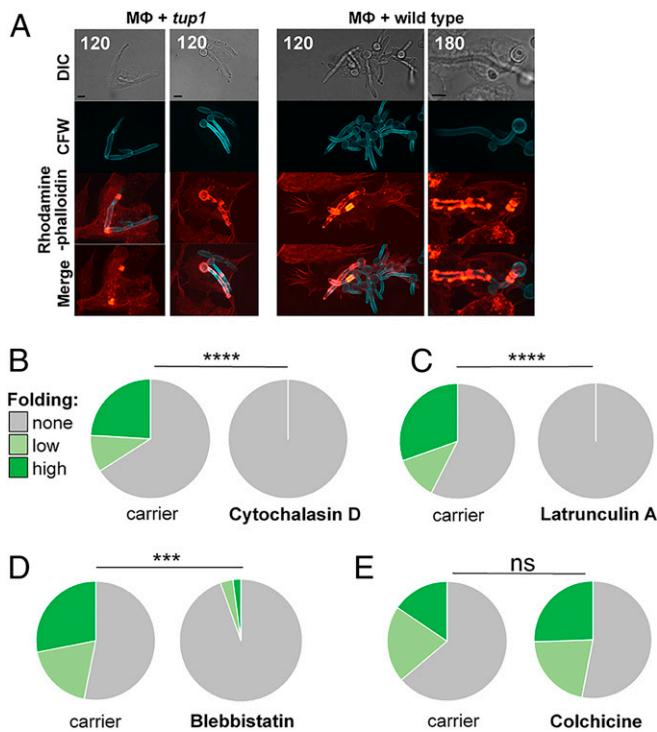 A
MΦ + tup1
MΦ + wild type
DIC
120
120
120
180
CFW
Rhodamine
-phalloidin
Merge
B
****
C
****
Folding:
none
low
high
carrier
Cytochalasin D
carrier
Latrunculin A
D
***
E
ns
carrier
Blebbistatin
carrier
Colchicine